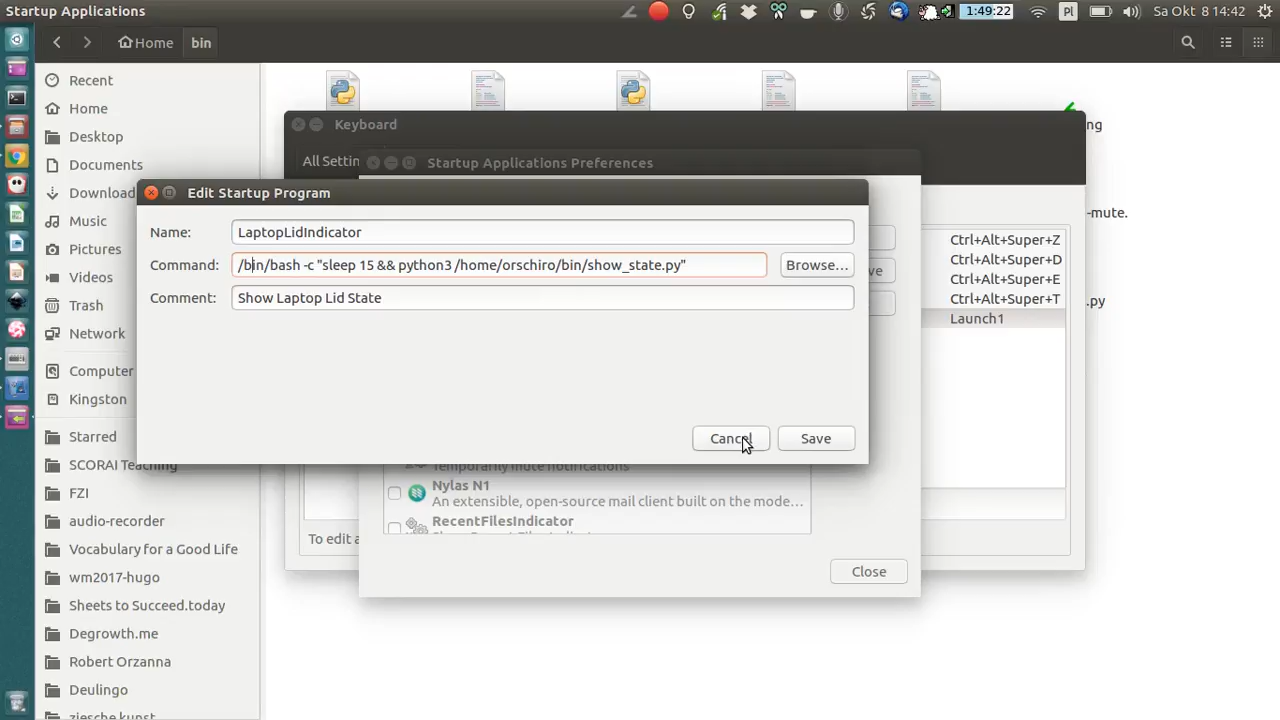 Startup Applications
1:49:22
Pl
Sa Okt 8 14:42
Home
bin
Recent
Home
Desktop
Documents
Download
Music
Pictures
Videos
Trash
Network
Computer
Kingston
Starred
SCORAI Teaching
FZI
audio-recorder
Vocabulary for a Good Life
wm2017-hugo
Sheets to Succeed.today
Degrowth.me
Robert Orzanna
Deulingo
ziesche kunst
ng
-mute.
.py
Keyboard
All Settin
Ctrl+Alt+Super+Z
Ctrl+Alt+Super+D
Ctrl+Alt+Super+E
Ctrl+Alt+Super+T
Launch1
To edit a
Startup Applications Preferences
ve
Temporarily mute notifications
Nylas N1
An extensible, open-source mail client built on the mode…
RecentFilesIndicator
Close
Edit Startup Program
Name:
LaptopLidIndicator
Command:
/bin/bash -c "sleep 15 && python3 /home/orschiro/bin/show_state.py"
Browse...
Comment:
Show Laptop Lid State
Cancel
Save